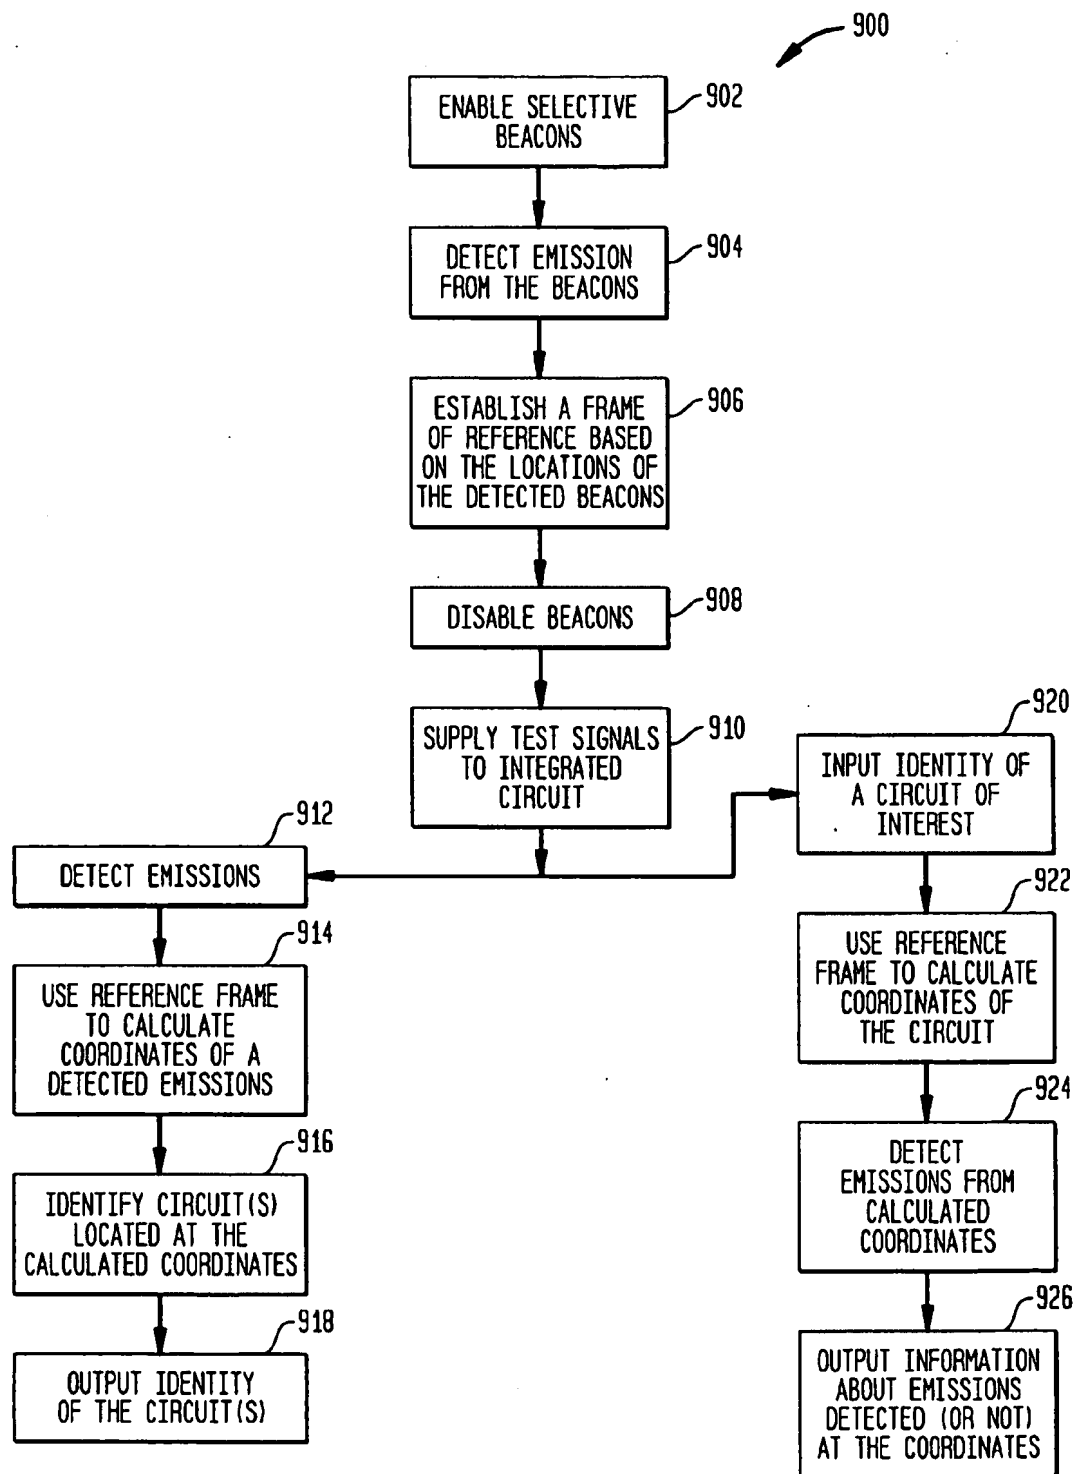 900
902
ENABLE SELECTIVE
BEACONS
904
DETECT EMISSION
FROM THE BEACONS
906
ESTABLISH A FRAME
OF REFERENCE BASED
ON THE LOCATIONS OF
THE DETECTED BEACONS
908
DISABLE BEACONS
910
SUPPLY TEST SIGNALS
TO INTEGRATED
CIRCUIT
912
DETECT EMISSIONS
914
USE REFERENCE FRAME
TO CALCULATE
COORDINATES OF A
DETECTED EMISSIONS
916
IDENTIFY CIRCUIT(S)
LOCATED AT THE
CALCULATED COORDINATES
918
OUTPUT IDENTITY
OF THE CIRCUIT(S)
920
INPUT IDENTITY OF
A CIRCUIT OF
INTEREST
922
USE REFERENCE
FRAME TO CALCULATE
COORDINATES OF
THE CIRCUIT
924
DETECT
EMISSIONS FROM
CALCULATED
COORDINATES
926
OUTPUT INFORMATION
ABOUT EMISSIONS
DETECTED (OR NOT)
AT THE COORDINATES